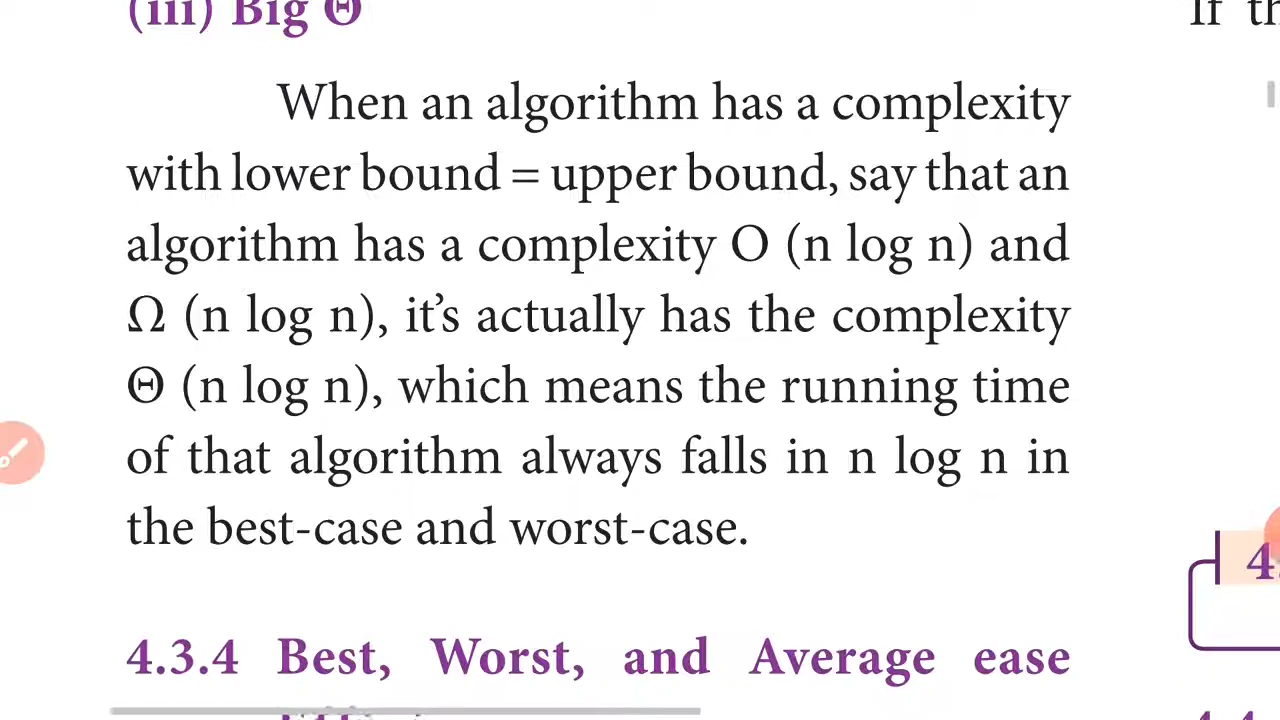 (iii) Big Θ
When an algorithm has a complexity
with lower bound = upper bound, say that an
algorithm has a complexity O (n log n) and
Ω (n log n), it’s actually has the complexity
Θ (n log n), which means the running time
of that algorithm always falls in n log n in
the best-case and worst-case.
4.3.4 Best, Worst, and Average ease
If